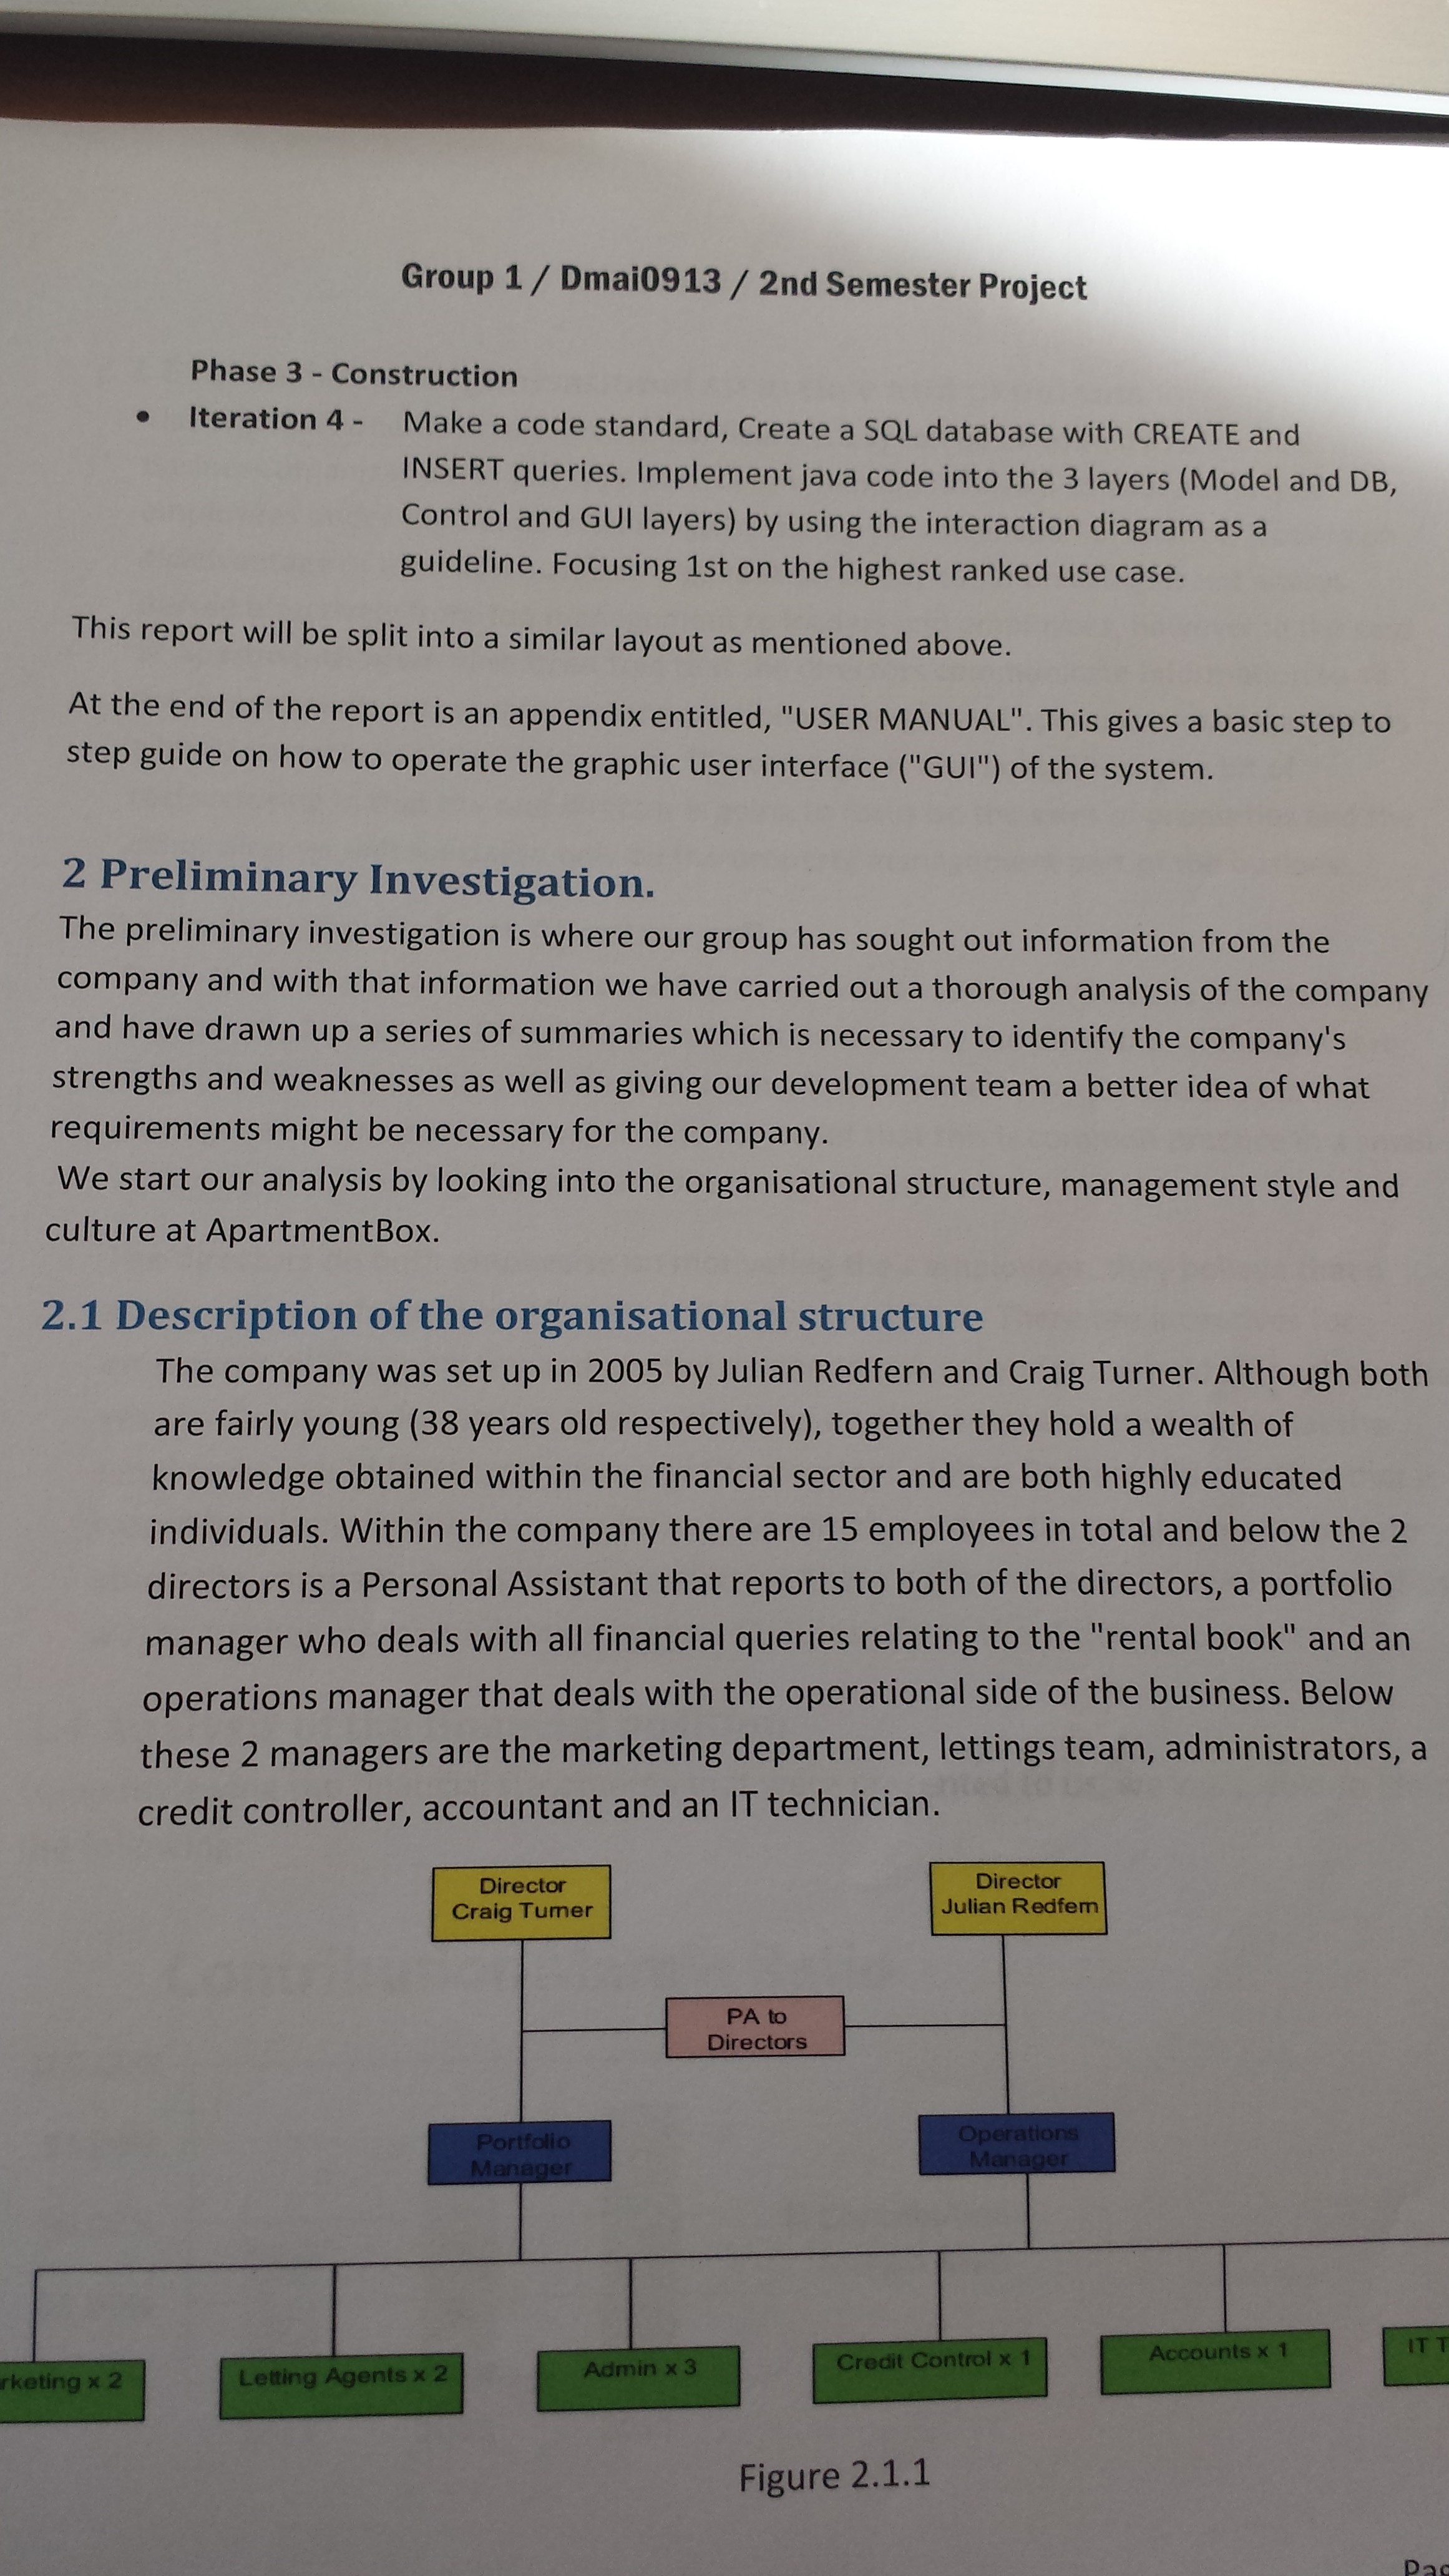 Group 1 / Dmai0913 / 2nd Semester Project
Phase 3 - Construction
• Iteration 4 - Make a code standard, Create a SQL database with CREATE and
INSERT queries. Implement java code into the 3 layers (Model and DB,
Control and GUI layers) by using the interaction diagram as a
guideline. Focusing 1st on the highest ranked use case.
This report will be split into a similar layout as mentioned above.
At the end of the report is an appendix entitled, "USER MANUAL". This gives a basic step to
step guide on how to operate the graphic user interface ("GUI") of the system.
2 Preliminary Investigation.
The preliminary investigation is where our group has sought out information from the
company and with that information we have carried out a thorough analysis of the company
and have drawn up a series of summaries which is necessary to identify the company's
strengths and weaknesses as well as giving our development team a better idea of what
requirements might be necessary for the company.
We start our analysis by looking into the organisational structure, management style and
culture at ApartmentBox.
2.1 Description of the organisational structure
The company was set up in 2005 by Julian Redfern and Craig Turner. Although both
are fairly young (38 years old respectively), together they hold a wealth of
knowledge obtained within the financial sector and are both highly educated
individuals. Within the company there are 15 employees in total and below the 2
directors is a Personal Assistant that reports to both of the directors, a portfolio
manager who deals with all financial queries relating to the "rental book" and an
operations manager that deals with the operational side of the business. Below
these 2 managers are the marketing department, lettings team, administrators, a
credit controller, accountant and an IT technician.
Director
Craig Turner
Director
Julian Redfern
PA to
Directors
Portfolio
Manager
Operations
Manager
rketing x 2
Letting Agents x 2
Admin x 3
Credit Control x 1
Accounts x 1
IT T
Figure 2.1.1